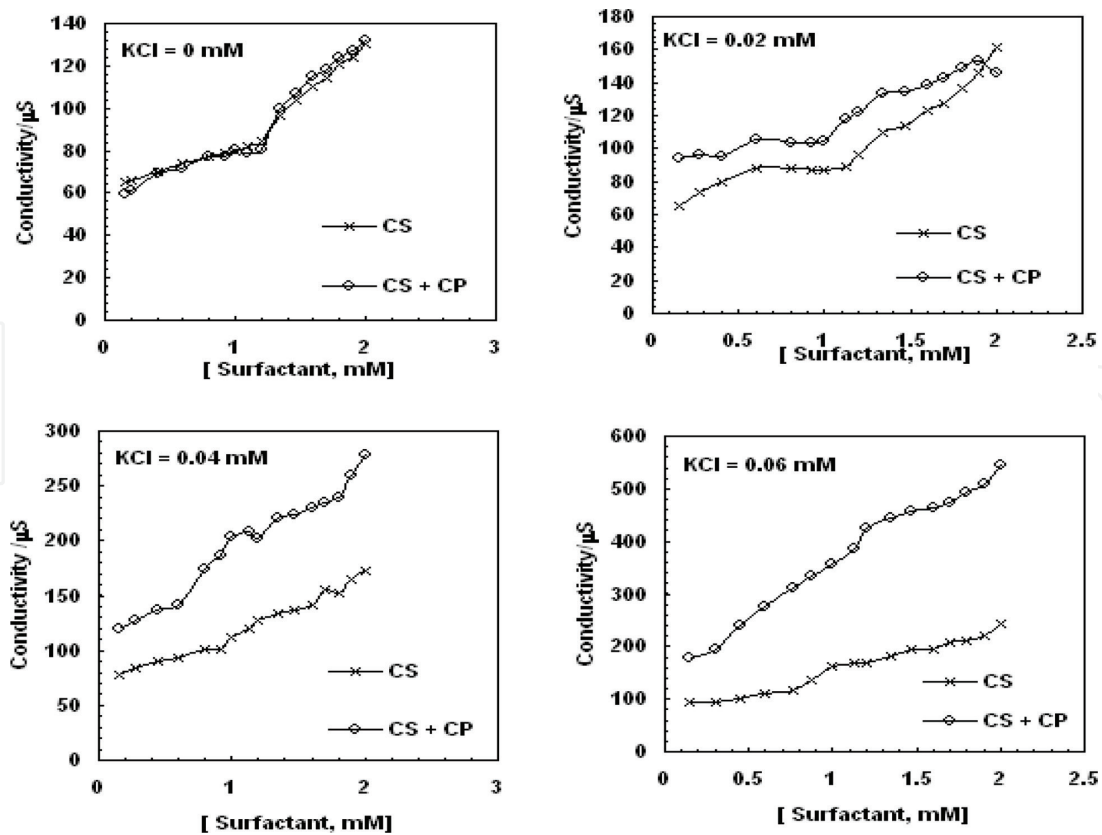 KCl = 0 mM
Conductivity/µS
140
120
100
80
60
40
20
0
0
1
2
3
[ Surfactant, mM]
CS
CS + CP
KCl = 0.02 mM
Conductivity/µS
180
160
140
120
100
80
60
40
20
0
0
0.5
1
1.5
2
2.5
[ Surfactant, mM]
CS
CS + CP
KCl = 0.04 mM
Conductivity /µS
300
250
200
150
100
50
0
0
1
2
3
[ Surfactant, mM]
CS
CS + CP
KCl = 0.06 mM
Conductivity/µS
600
500
400
300
200
100
0
0
0.5
1
1.5
2
2.5
[ Surfactant, mM]
CS
CS + CP